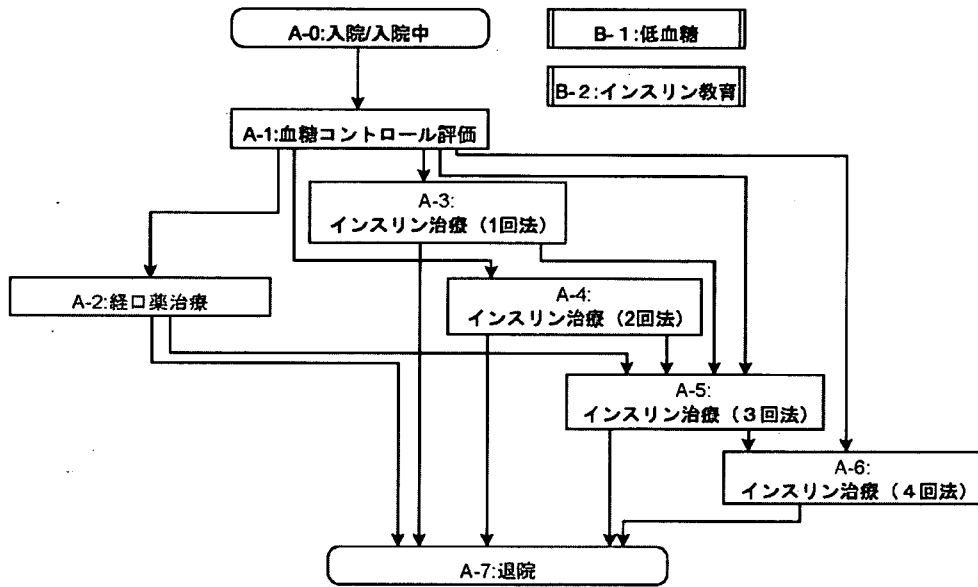 A-0:入院/入院中
B-1:低血糖
B-2:インスリン教育
A-1:血糖コントロール評価
A-3:
インスリン治療（1回法）
A-2:経口薬治療
A-4:
インスリン治療（2回法）
A-5:
インスリン治療（３回法）
A-6:
インスリン治療（４回法）
A-7:退院